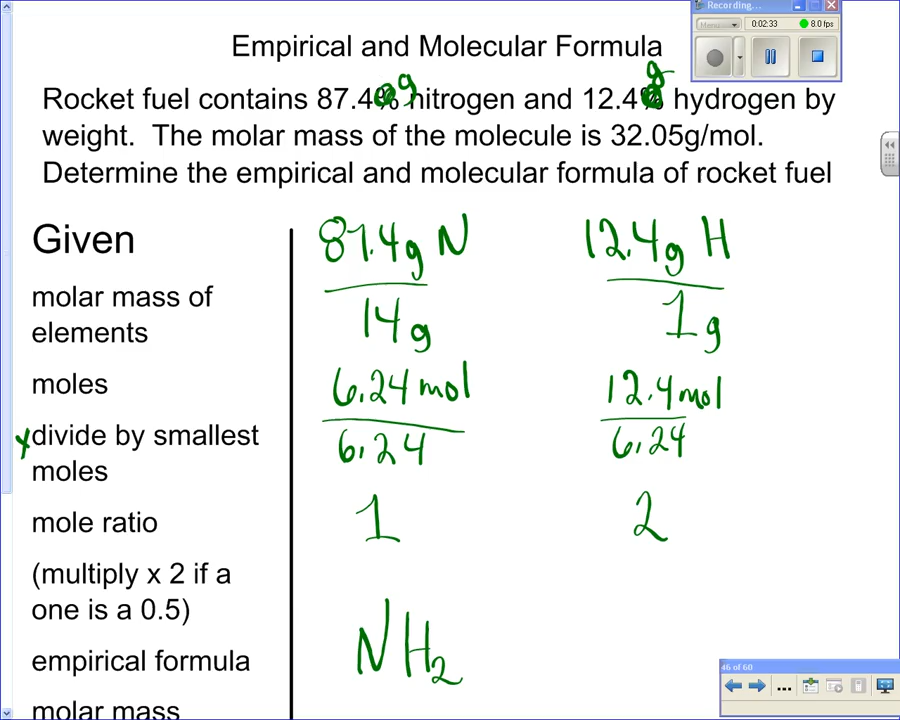 Recording...
Menu
0:02:33
8.0 fps
Empirical and Molecular Formula
g g
Rocket fuel contains 87.4% nitrogen and 12.4% hydrogen by
weight. The molar mass of the molecule is 32.05g/mol.
Determine the empirical and molecular formula of rocket fuel
Given 87.4g N 12.4g H
molar mass of
elements 14g 1g
moles 6.24 mol 12.4 mol
divide by smallest 6.24 6.24
moles
mole ratio 1 2
(multiply x 2 if a
one is a 0.5)
empirical formula NH2
molar mass
46 of 60